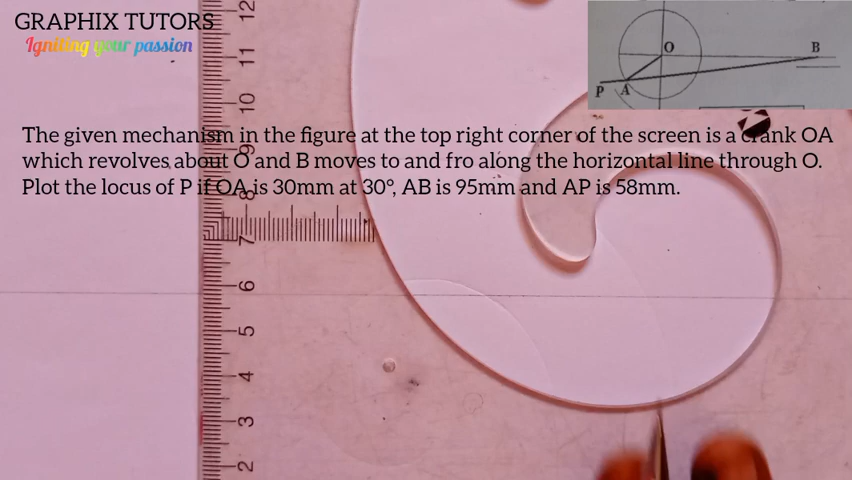 GRAPHIX TUTORS
Igniting your passion
The given mechanism in the figure at the top right corner of the screen is a crank OA
which revolves about O and B moves to and fro along the horizontal line through O.
Plot the locus of P if OA is 30mm at 30°, AB is 95mm and AP is 58mm.
O
B
P
A
12
11
10
9
8
7
6
5
4
3
2